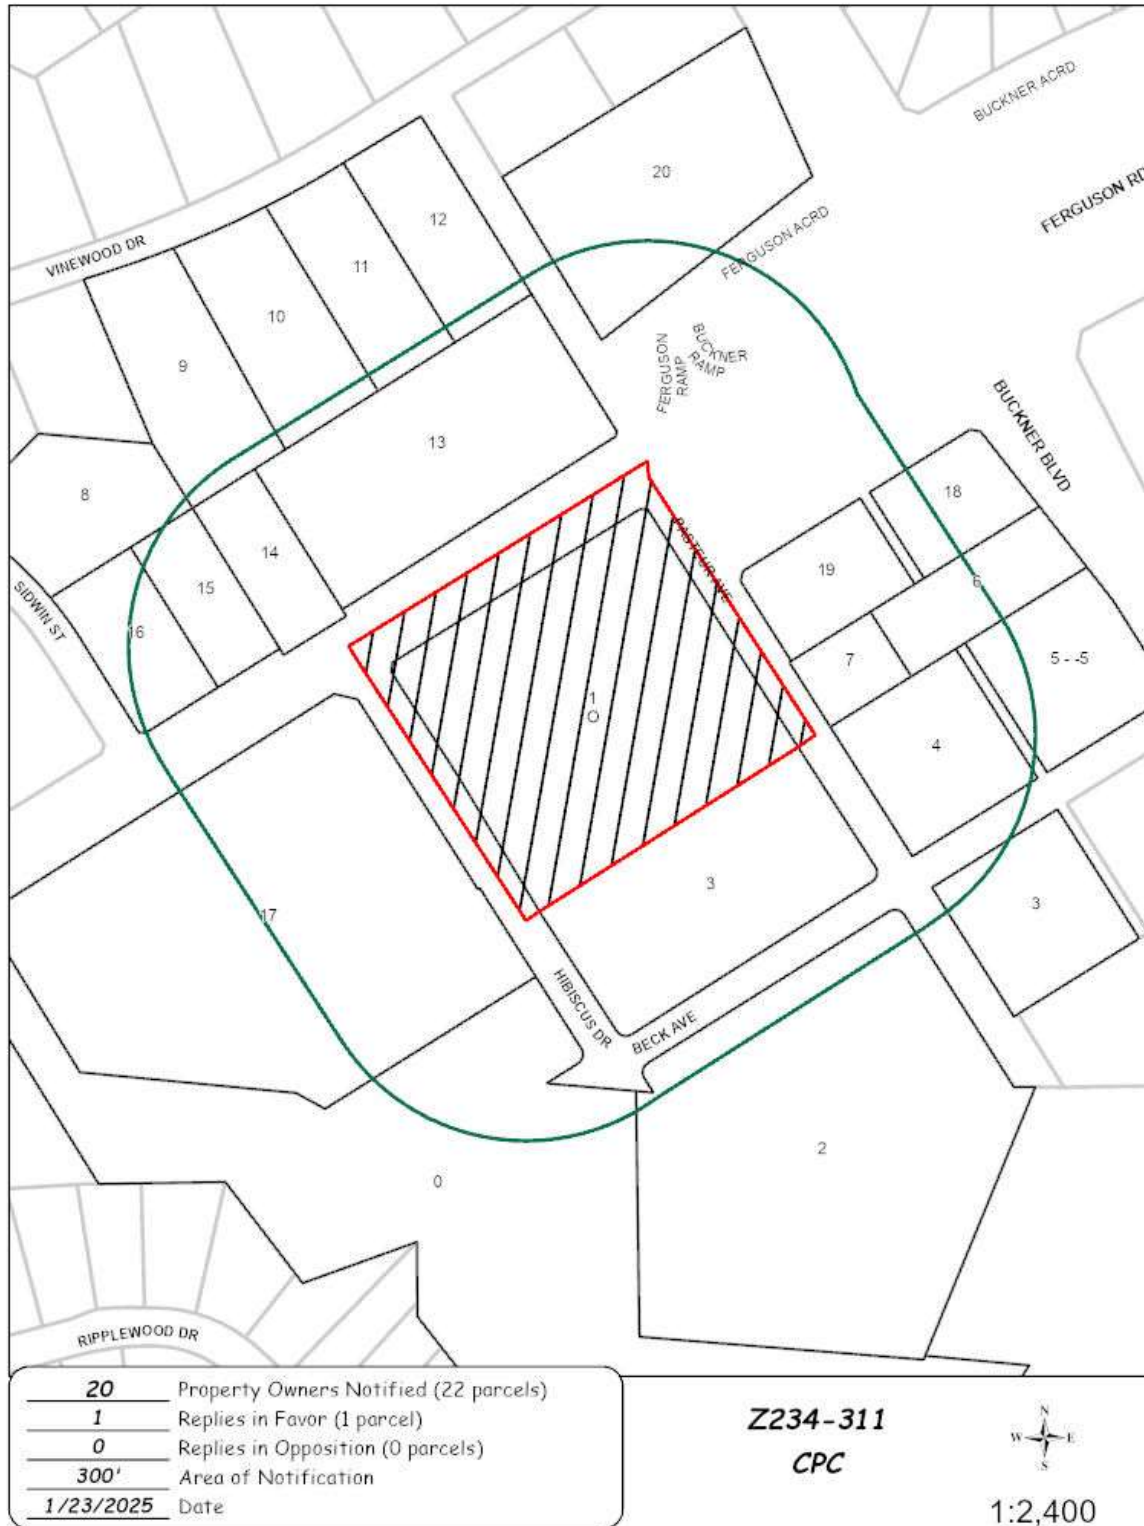 BUCKNER ACRD
20
FERGUSON RD
12
FERGUSON ACRD
VINEWOOD DR
11
10
BUCKNER RAMP
FERGUSON RAMP
9
BUCKNER BLVD
13
8
18
PASTEUR AVE
14
19
6
15
SIDWIN ST
16
7
5 - -5
1
O
4
3
3
17
HIBISCUS DR
BECK AVE
2
0
RIPPLEWOOD DR
20 Property Owners Notified (22 parcels)
1 Replies in Favor (1 parcel)
0 Replies in Opposition (0 parcels)
300' Area of Notification
1/23/2025 Date
Z234-311
CPC
N
W E
S
1:2,400